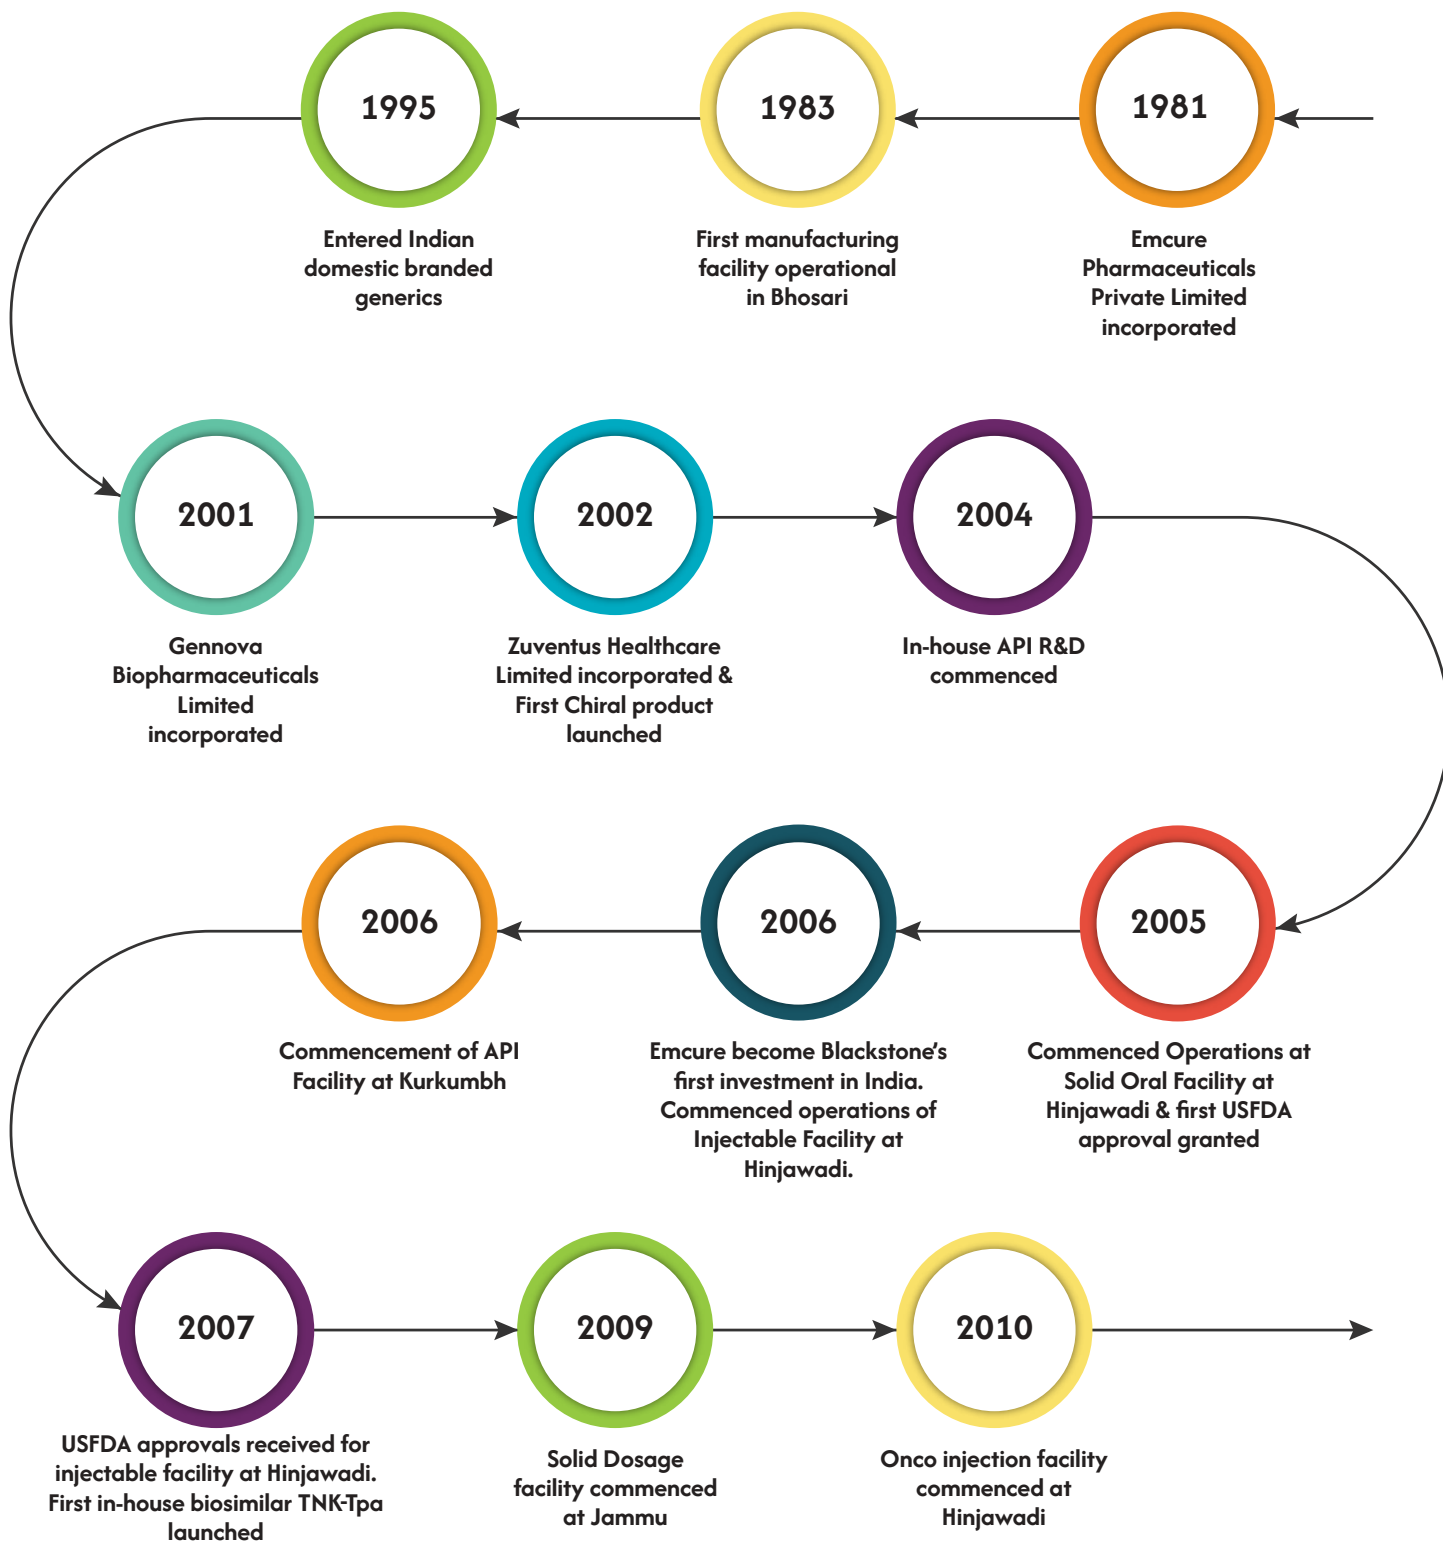 1981
Emcure
Pharmaceuticals
Private Limited
incorporated
1983
First manufacturing
facility operational
in Bhosari
1995
Entered Indian
domestic branded
generics
2001
Gennova
Biopharmaceuticals
Limited
incorporated
2002
Zuventus Healthcare
Limited incorporated &
First Chiral product
launched
2004
In-house API R&D
commenced
2005
Commenced Operations at
Solid Oral Facility at
Hinjawadi & first USFDA
approval granted
2006
Emcure become Blackstone’s
first investment in India.
Commenced operations of
Injectable Facility at
Hinjawadi.
2006
Commencement of API
Facility at Kurkumbh
2007
USFDA approvals received for
injectable facility at Hinjawadi.
First in-house biosimilar TNK-Tpa
launched
2009
Solid Dosage
facility commenced
at Jammu
2010
Onco injection facility
commenced at
Hinjawadi